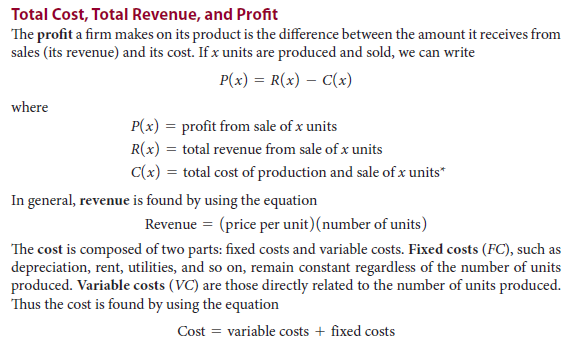 Total Cost, Total Revenue, and Profit
The profit a firm makes on its product is the difference between the amount it receives from
sales (its revenue) and its cost. If x units are produced and sold, we can write
P(x) = R(x) − C(x)
where
P(x) = profit from sale of x units
R(x) = total revenue from sale of x units
C(x) = total cost of production and sale of x units*
In general, revenue is found by using the equation
Revenue = (price per unit)(number of units)
The cost is composed of two parts: fixed costs and variable costs. Fixed costs (FC), such as
depreciation, rent, utilities, and so on, remain constant regardless of the number of units
produced. Variable costs (VC) are those directly related to the number of units produced.
Thus the cost is found by using the equation
Cost = variable costs + fixed costs